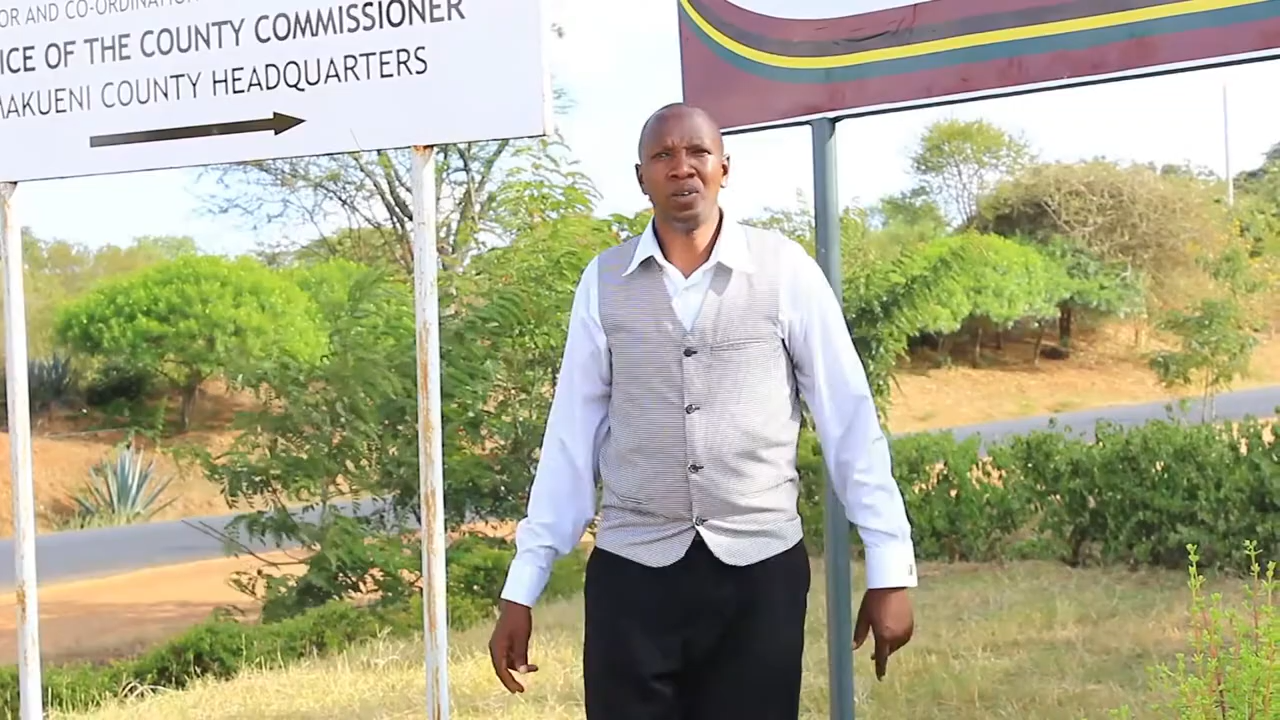 OR AND CO-ORDINATION
ICE OF THE COUNTY COMMISSIONER
MAKUENI COUNTY HEADQUARTERS